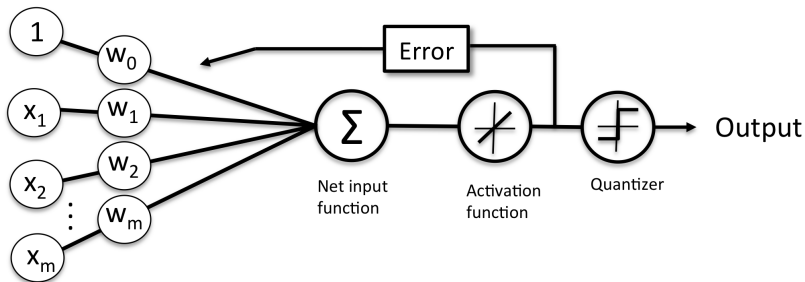 1
w0
Error
x1
w1
Σ
Output
x2
w2
Net input
function
Activation
function
Quantizer
⋮
wm
xm